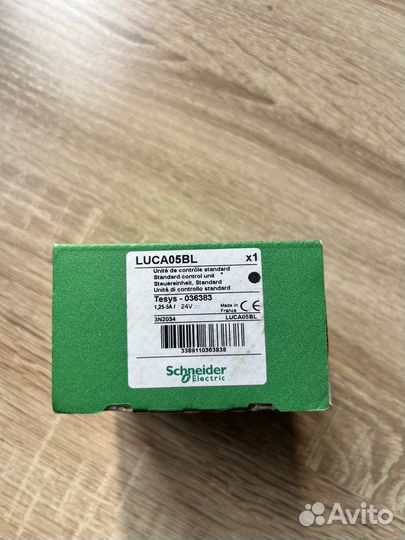 LUCA05BL x1
Unité de contrôle standard
Standard control unit
Steuereinheit, Standard
Unità di controllo standard
Tesys - 036383
1,25-5A / 24V
Made in
France
CE
3N2034 LUCA05BL
3389110363838
Schneider
Electric
Avito